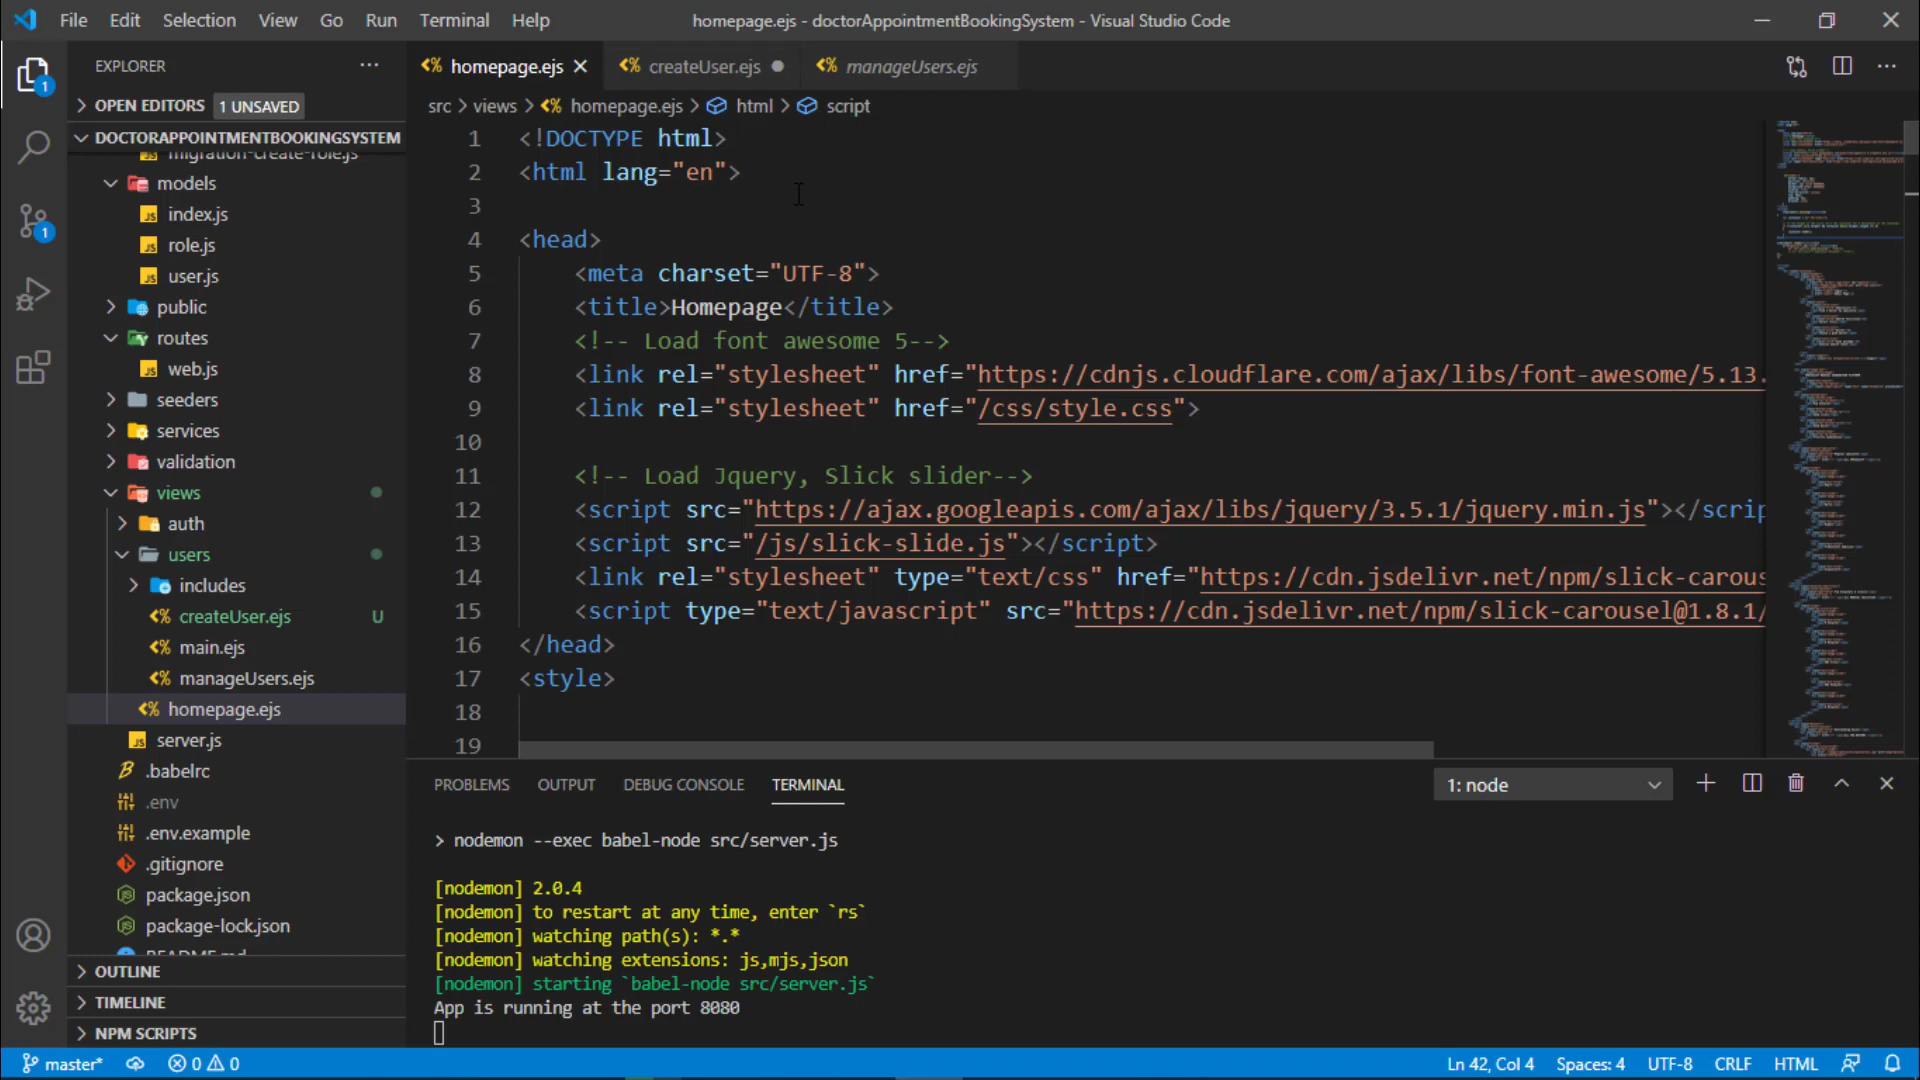 File Edit Selection View Go Run Terminal Help
homepage.ejs - doctorAppointmentBookingSystem - Visual Studio Code
EXPLORER
OPEN EDITORS 1 UNSAVED
DOCTORAPPOINTMENTBOOKINGSYSTEM
migration-create-role.js
models
index.js
role.js
user.js
public
routes
web.js
seeders
services
validation
views
auth
users
includes
createUser.ejs U
main.ejs
manageUsers.ejs
homepage.ejs
server.js
.babelrc
.env
.env.example
.gitignore
package.json
package-lock.json
README.md
OUTLINE
TIMELINE
NPM SCRIPTS
1
1
homepage.ejs createUser.ejs manageUsers.ejs
src > views > homepage.ejs > html > script
1 <!DOCTYPE html>
2 <html lang="en">
3
4 <head>
5 <meta charset="UTF-8">
6 <title>Homepage</title>
7 <!-- Load font awesome 5-->
8 <link rel="stylesheet" href="https://cdnjs.cloudflare.com/ajax/libs/font-awesome/5.13.
9 <link rel="stylesheet" href="/css/style.css">
10
11 <!-- Load Jquery, Slick slider-->
12 <script src="https://ajax.googleapis.com/ajax/libs/jquery/3.5.1/jquery.min.js"></scrip
13 <script src="/js/slick-slide.js"></script>
14 <link rel="stylesheet" type="text/css" href="https://cdn.jsdelivr.net/npm/slick-carous
15 <script type="text/javascript" src="https://cdn.jsdelivr.net/npm/slick-carousel@1.8.1/
16 </head>
17 <style>
18
19
PROBLEMS OUTPUT DEBUG CONSOLE TERMINAL 1: node
> nodemon --exec babel-node src/server.js
[nodemon] 2.0.4
[nodemon] to restart at any time, enter `rs`
[nodemon] watching path(s): *.*
[nodemon] watching extensions: js,mjs,json
[nodemon] starting `babel-node src/server.js`
App is running at the port 8080
master* 0 0 Ln 42, Col 4 Spaces: 4 UTF-8 CRLF HTML